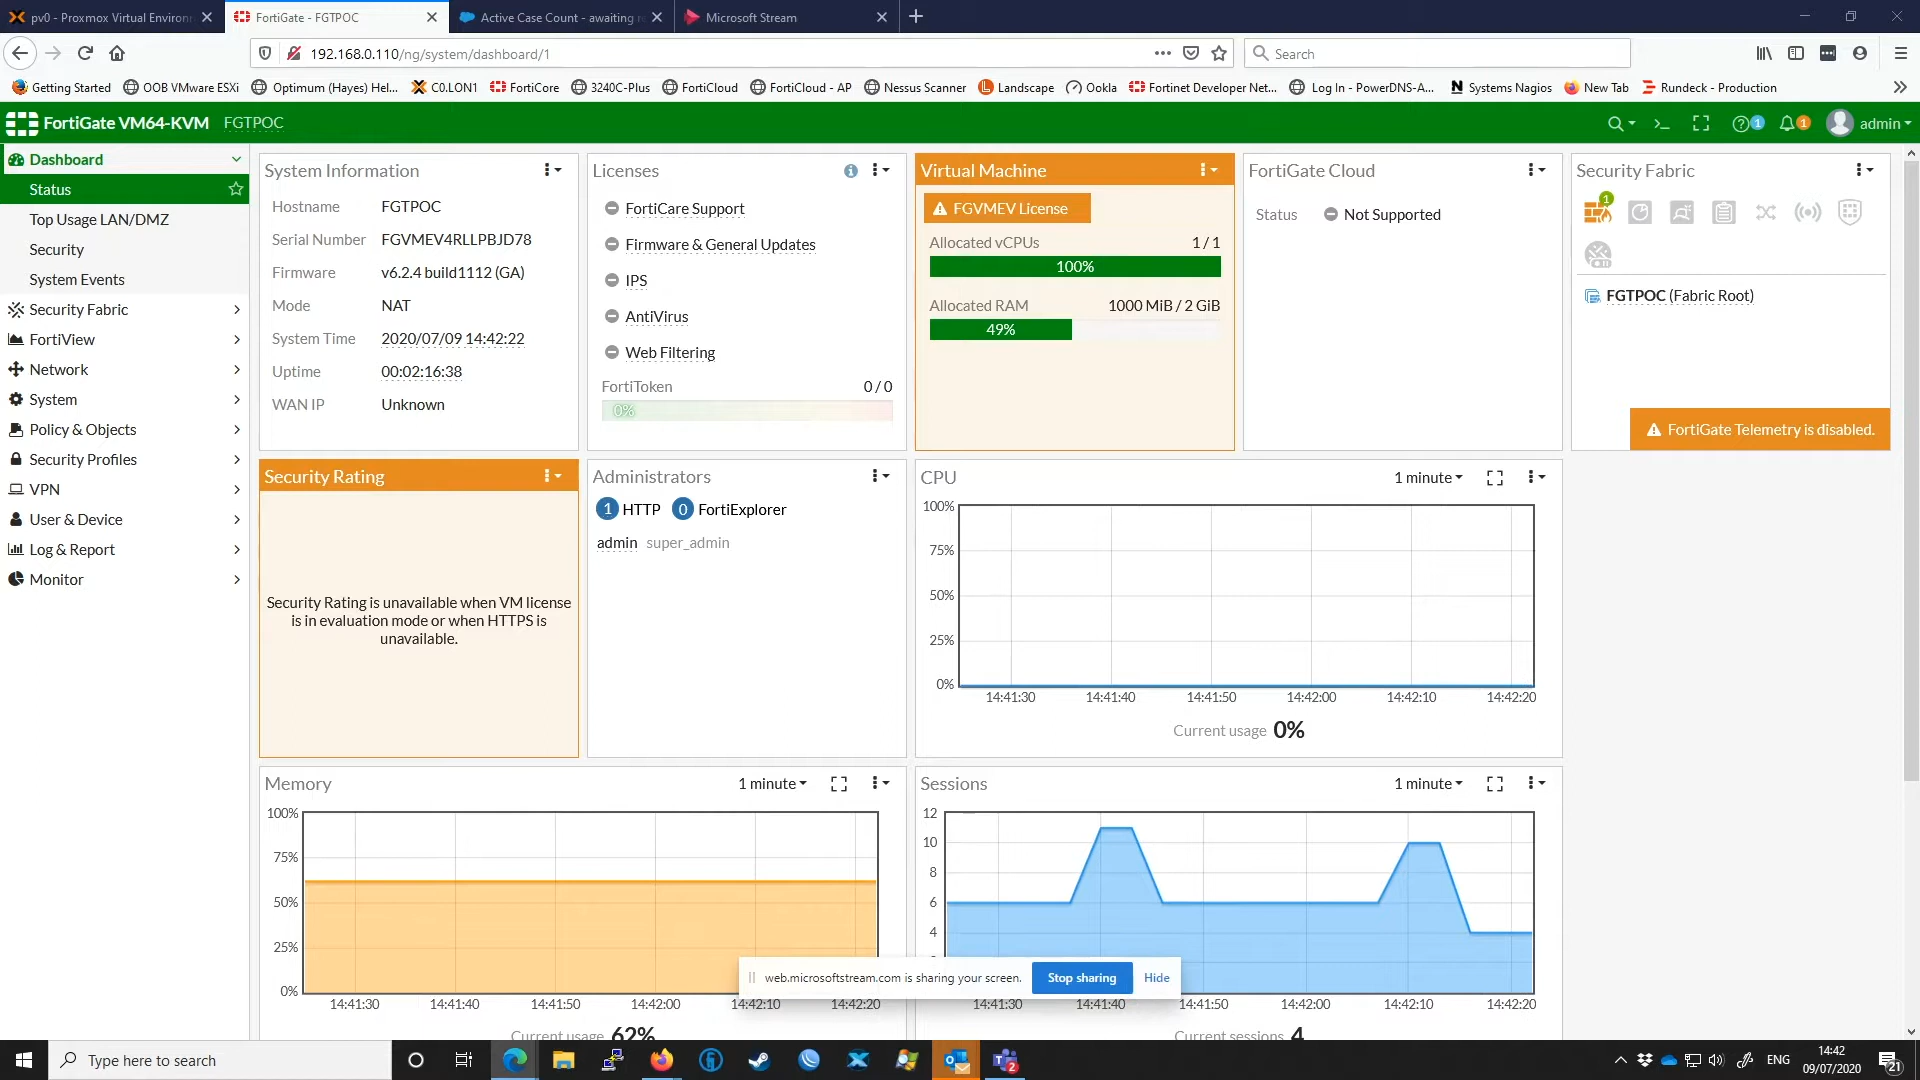 pv0 - Proxmox Virtual Environ
FortiGate - FGTPOC
Active Case Count - awaiting
Microsoft Stream
192.168.0.110/ng/system/dashboard/1
Search
Getting Started
OOB VMware ESXi
Optimum (Hayes) Hel...
C0.LON1
FortiCore
3240C-Plus
FortiCloud
FortiCloud - AP
Nessus Scanner
Landscape
Ookla
Fortinet Developer Net...
Log In - PowerDNS-A...
Systems Nagios
New Tab
Rundeck - Production
FortiGate VM64-KVM FGTPOC
1
1
admin
Dashboard
Status
Top Usage LAN/DMZ
Security
System Events
Security Fabric
FortiView
Network
System
Policy & Objects
Security Profiles
VPN
User & Device
Log & Report
Monitor
System Information
Hostname FGTPOC
Serial Number FGVMEV4RLLPBJD78
Firmware v6.2.4 build1112 (GA)
Mode NAT
System Time 2020/07/09 14:42:22
Uptime 00:02:16:38
WAN IP Unknown
Licenses
FortiCare Support
Firmware & General Updates
IPS
AntiVirus
Web Filtering
FortiToken 0 / 0
0%
Virtual Machine
FGVMEV License
Allocated vCPUs 1 / 1
100%
Allocated RAM 1000 MiB / 2 GiB
49%
FortiGate Cloud
Status Not Supported
Security Fabric
1
FGTPOC (Fabric Root)
FortiGate Telemetry is disabled.
Security Rating
Security Rating is unavailable when VM license
is in evaluation mode or when HTTPS is
unavailable.
Administrators
1 HTTP 0 FortiExplorer
admin super_admin
CPU
1 minute
100%
75%
50%
25%
0%
14:41:30 14:41:40 14:41:50 14:42:00 14:42:10 14:42:20
Current usage 0%
Memory
1 minute
100%
75%
50%
25%
0%
14:41:30 14:41:40 14:41:50 14:42:00 14:42:10 14:42:20
Current usage 62%
Sessions
1 minute
12
10
8
6
4
14:41:30 14:41:40 14:41:50 14:42:00 14:42:10 14:42:20
Current sessions 4
web.microsoftstream.com is sharing your screen.
Stop sharing
Hide
Type here to search
2
ENG
14:42
09/07/2020
21